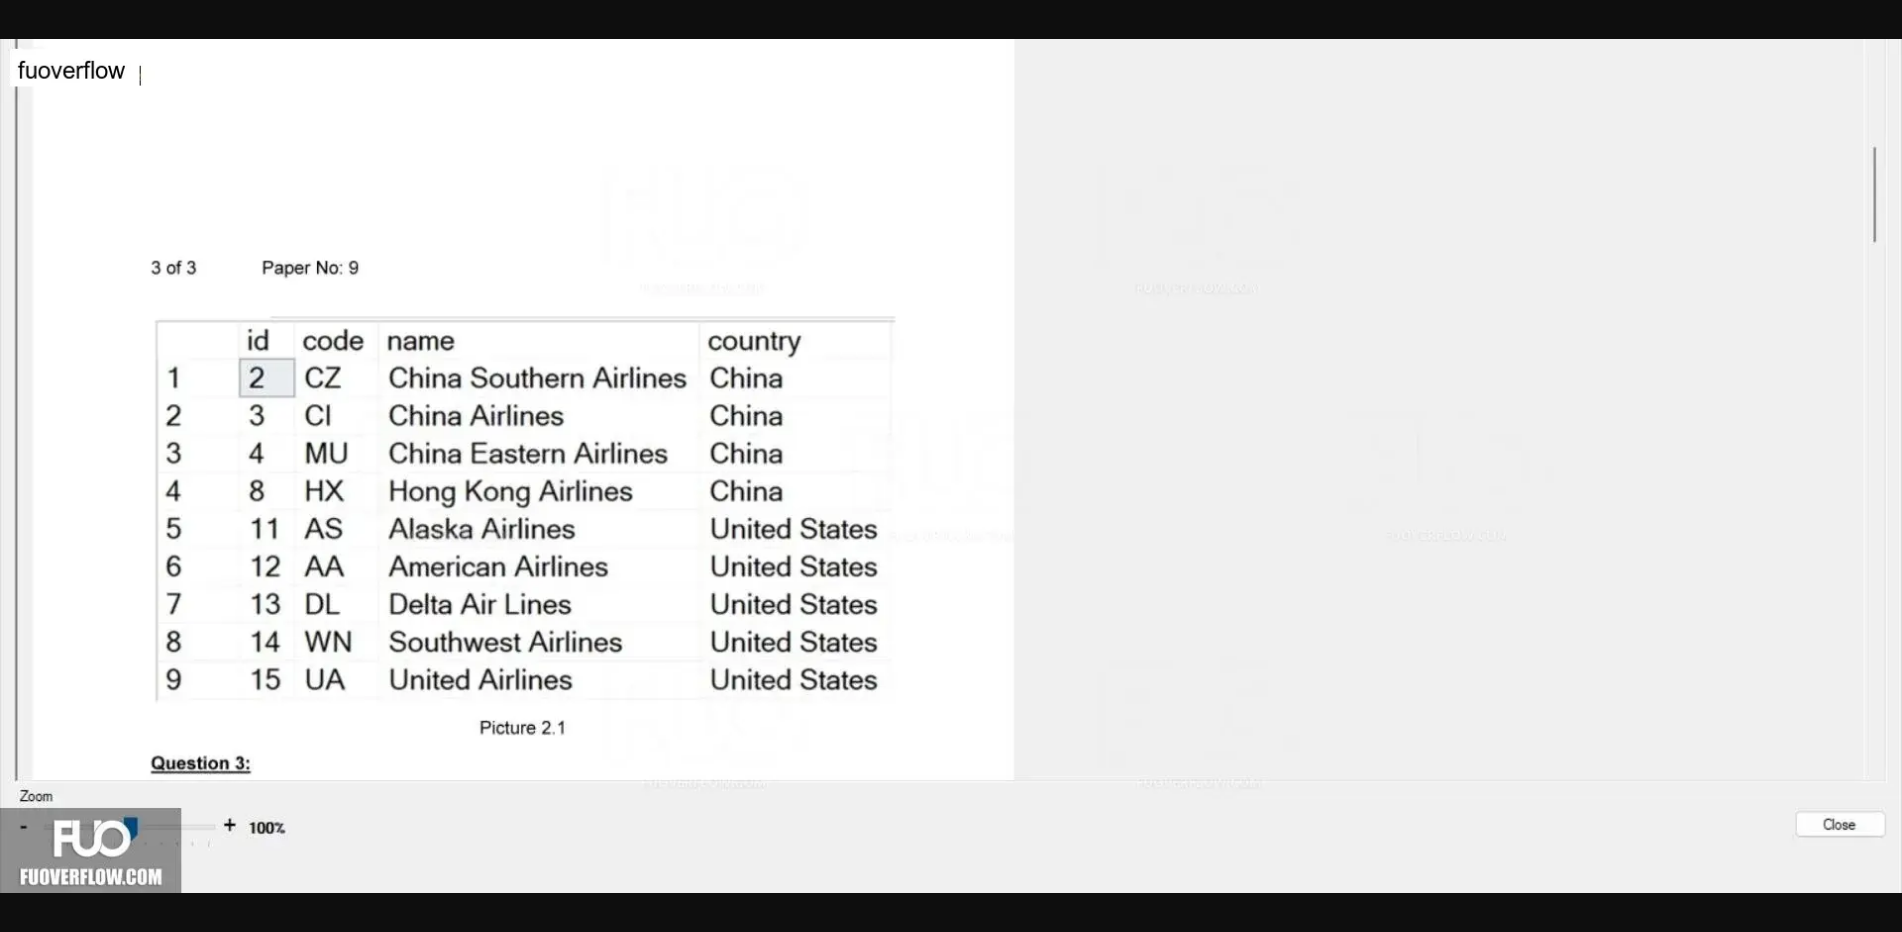 fuoverflow
3 of 3 Paper No: 9
id code name country
1 2 CZ China Southern Airlines China
2 3 CI China Airlines China
3 4 MU China Eastern Airlines China
4 8 HX Hong Kong Airlines China
5 11 AS Alaska Airlines United States
6 12 AA American Airlines United States
7 13 DL Delta Air Lines United States
8 14 WN Southwest Airlines United States
9 15 UA United Airlines United States
Picture 2.1
Question 3:
Zoom
- + 100%
Close
FUO
FUOVERFLOW.COM